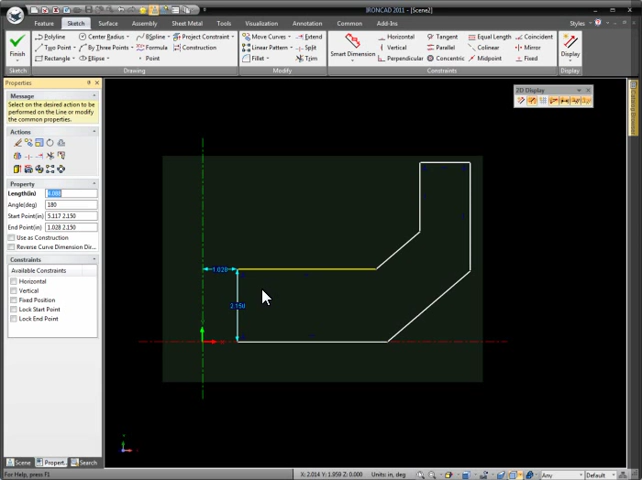 IRONCAD 2011 - [Scene2]
Feature Sketch Surface Assembly Sheet Metal Tools Visualization Annotation Common Add-Ins Styles
Polyline Center Radius BSpline Project Constraint Move Curves Extend Horizontal Tangent Equal Length Coincident
Finish Two Point By Three Points Formula Construction Linear Pattern Split Smart Dimension Vertical Parallel Colinear Mirror Display
Rectangle Ellipse Point Fillet Trim Perpendicular Concentric Midpoint Fixed
Sketch Drawing Modify Constraints Display
Properties
Message
Select on the desired action to be
performed on the Line or modify
the common properties.
2D Display
Actions
Property
Length(in)
Angle(deg) 180
Start Point(in) 5.117 2.150
End Point(in) 1.028 2.150
Use as Construction
Reverse Curve Dimension Dir...
Constraints
Available Constraints
Horizontal
Vertical
Fixed Position
Lock Start Point
Lock End Point
1.028
2.150
Scene Propert... Search
For Help, press F1 X: 2.014 Y: 1.959 Z: 0.000 Units: in, deg Any Default